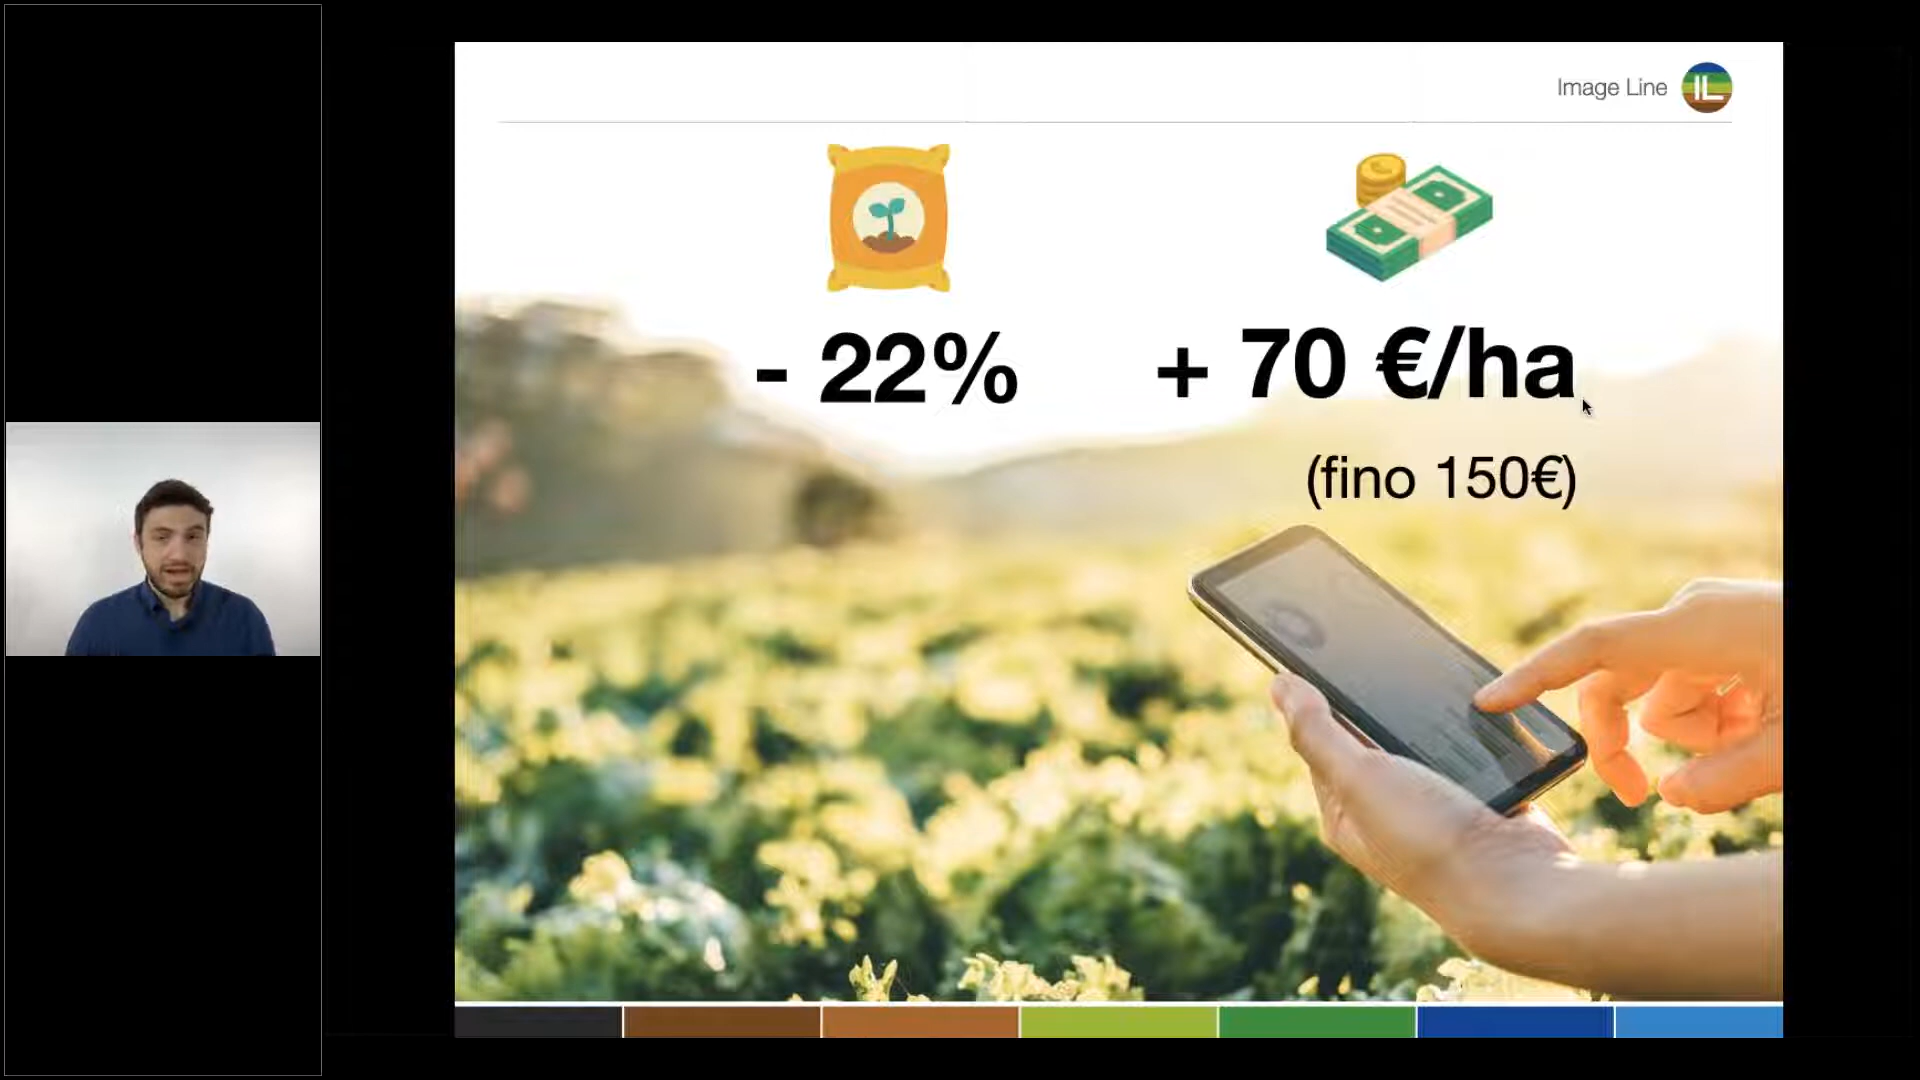 Image Line
IL
- 22%
+ 70 €/ha
(fino 150€)